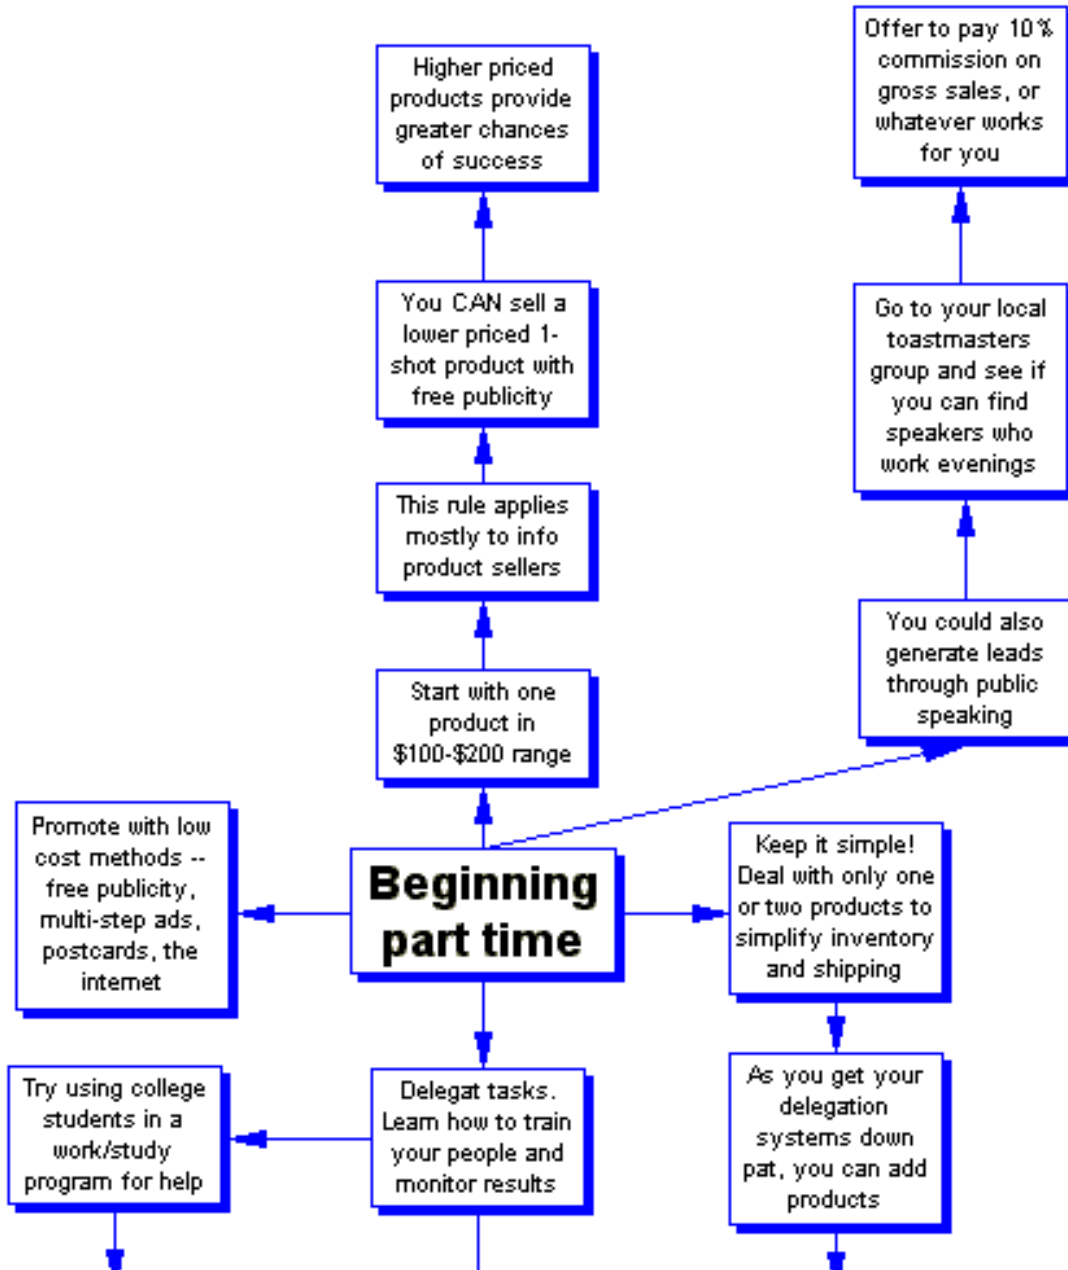 Offer to pay 10%
commission on
gross sales, or
whatever works
for you
Higher priced
products provide
greater chances
of success
You CAN sell a
lower priced 1-
shot product with
free publicity
Go to your local
toastmasters
group and see if
you can find
speakers who
work evenings
This rule applies
mostly to info
product sellers
You could also
generate leads
through public
speaking
Start with one
product in
$100-$200 range
Promote with low
cost methods --
free publicity,
multi-step ads,
postcards, the
internet
Beginning
part time
Keep it simple!
Deal with only one
or two products to
simplify inventory
and shipping
Try using college
students in a
work/study
program for help
Delegat tasks.
Learn how to train
your people and
monitor results
As you get your
delegation
systems down
pat, you can add
products